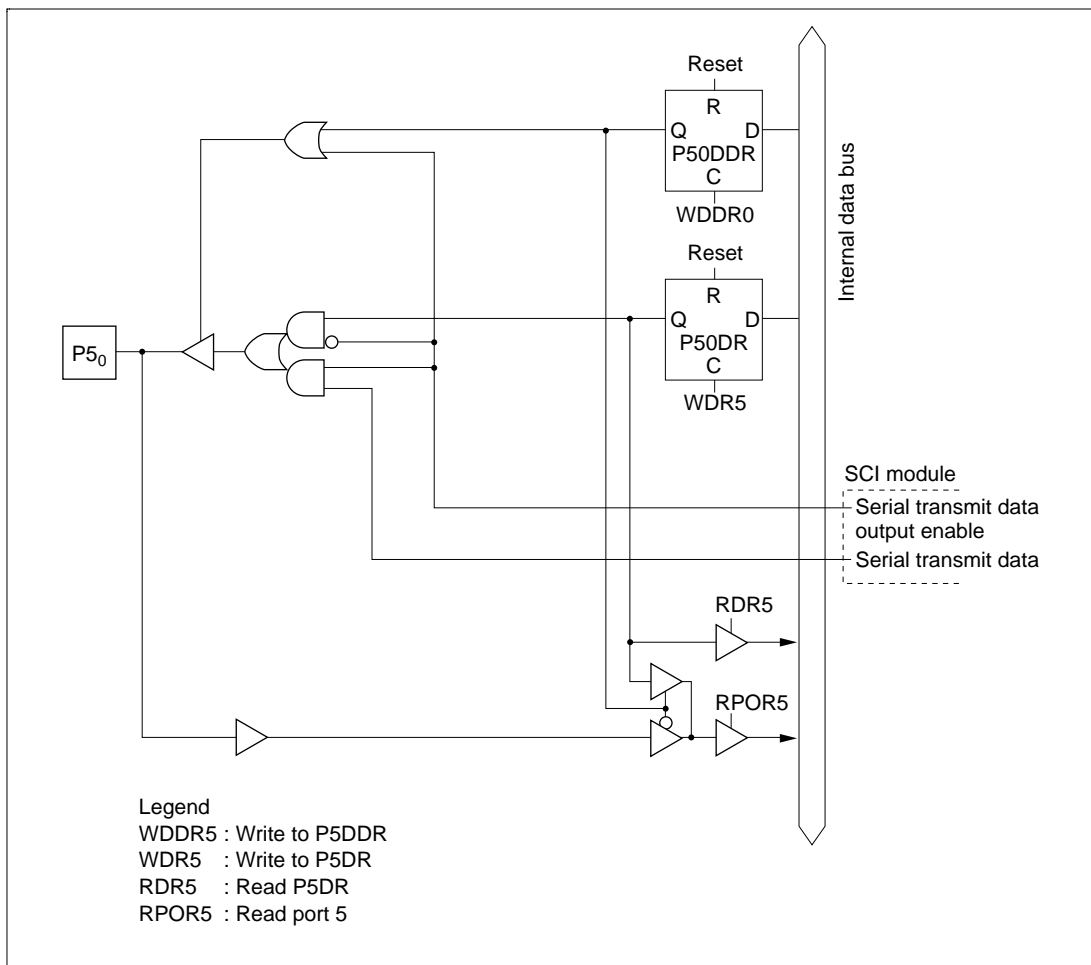 Reset
R
Q D
P50DDR
C
WDDR0
Internal data bus
Reset
R
Q D
P50DR
C
WDR5
P5₀
SCI module
Serial transmit data
output enable
Serial transmit data
RDR5
RPOR5
Legend
WDDR5 : Write to P5DDR
WDR5 : Write to P5DR
RDR5 : Read P5DR
RPOR5 : Read port 5